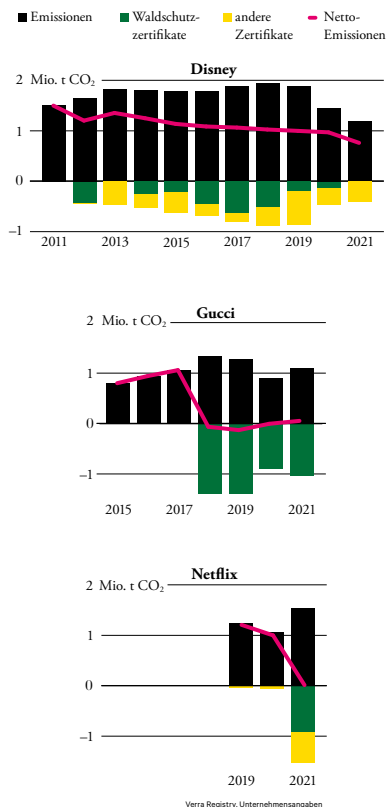 Emissionen
Waldschutz-
zertifikate
andere
Zertifikate
Netto-
Emissionen
Disney
2 Mio. t CO₂
1
0
–1
2011 2013 2015 2017 2019 2021
Gucci
2 Mio. t CO₂
1
0
–1
2015 2017 2019 2021
Netflix
2 Mio. t CO₂
1
0
–1
2019 2021
Verra Registry, Unternehmensangaben